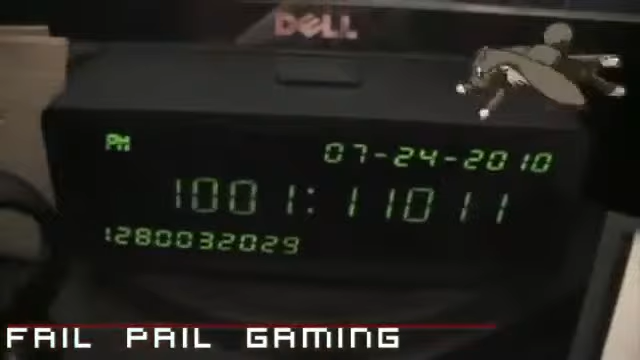 DELL
PM
07-24-2010
1001:11011
1280032029
FAIL PAIL GAMING